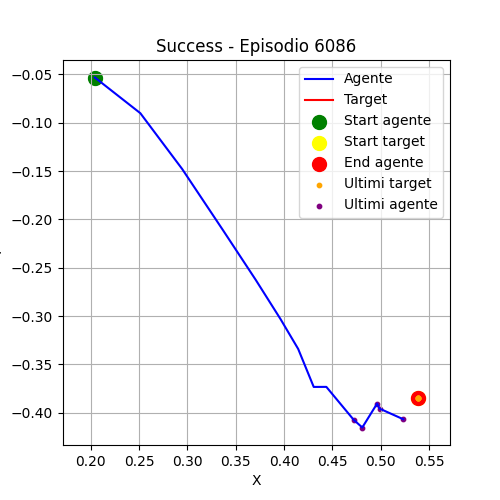 Success - Episodio 6086
−0.05
−0.10
−0.15
−0.20
−0.25
−0.30
−0.35
−0.40
Agente
Target
Start agente
Start target
End agente
Ultimi target
Ultimi agente
0.20 0.25 0.30 0.35 0.40 0.45 0.50 0.55
X